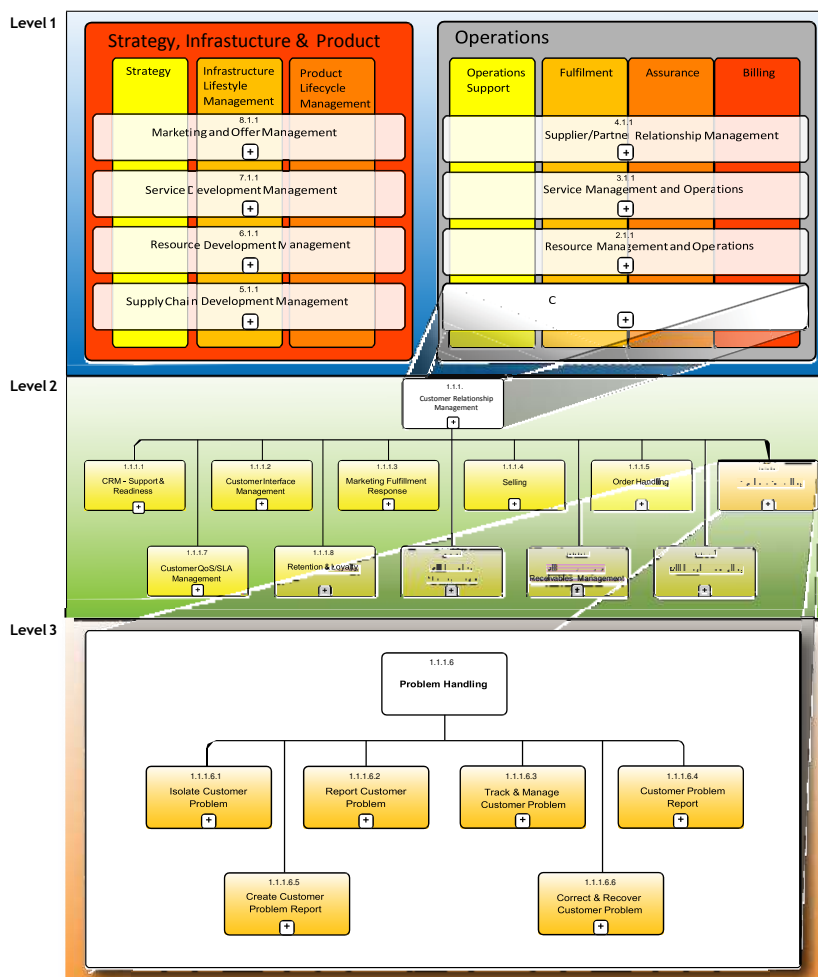 Level 1
Strategy, Infrastucture & Product
Strategy
Infrastructure
Lifestyle
Management
Product
Lifecycle
Management
8.1.1
Marketing and Offer Management
+
7.1.1
Service Development Management
+
6.1.1
Resource Development Management
+
5.1.1
Supply Chain Development Management
+
Operations
Operations
Support
Fulfilment
Assurance
Billing
4.1.1
Supplier/Partner Relationship Management
+
3.1.1
Service Management and Operations
+
2.1.1
Resource Management and Operations
+
C
+
Level 2
1.1.1.
Customer Relationship
Management
+
1.1.1.1
CRM – Support &
Readiness
+
1.1.1.2
Customer Interface
Management
+
1.1.1.3
Marketing Fulfillment
Response
+
1.1.1.4
Selling
+
1.1.1.5
Order Handling
+
+
1.1.1.7
Customer QoS/SLA
Management
+
1.1.1.8
Retention & Loyalty
+
+
Receivables Management
+
+
Level 3
1.1.1.6
Problem Handling
1.1.1.6.1
Isolate Customer
Problem
+
1.1.1.6.2
Report Customer
Problem
+
1.1.1.6.3
Track & Manage
Customer Problem
+
1.1.1.6.4
Customer Problem
Report
+
1.1.1.6.5
Create Customer
Problem Report
+
1.1.1.6.6
Correct & Recover
Customer Problem
+